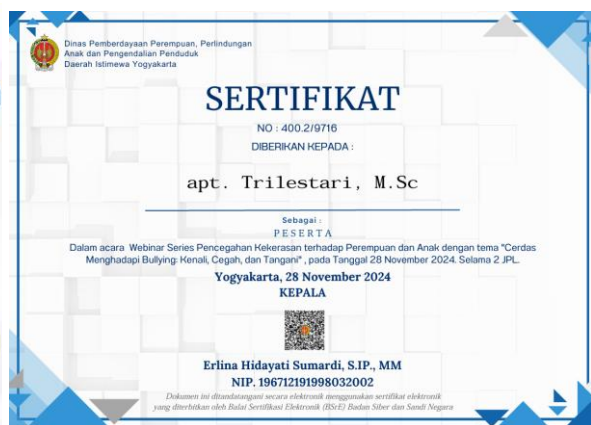 Dinas Pemberdayaan Perempuan, Perlindungan
Anak dan Pengendalian Penduduk
Daerah Istimewa Yogyakarta
SERTIFIKAT
NO : 400.2/9716
DIBERIKAN KEPADA :
apt. Trilestari, M.Sc
Sebagai :
PESERTA
Dalam acara Webinar Series Pencegahan Kekerasan terhadap Perempuan dan Anak dengan tema "Cerdas
Menghadapi Bullying: Kenali, Cegah, dan Tangani" , pada Tanggal 28 November 2024. Selama 2 JPL.
Yogyakarta, 28 November 2024
KEPALA
Erlina Hidayati Sumardi, S.IP., MM
NIP. 196712191998032002
Dokumen ini ditandatangani secara elektronik menggunakan sertifikat elektronik
yang diterbitkan oleh Balai Sertifikasi Elektronik (BSrE) Badan Siber dan Sandi Negara